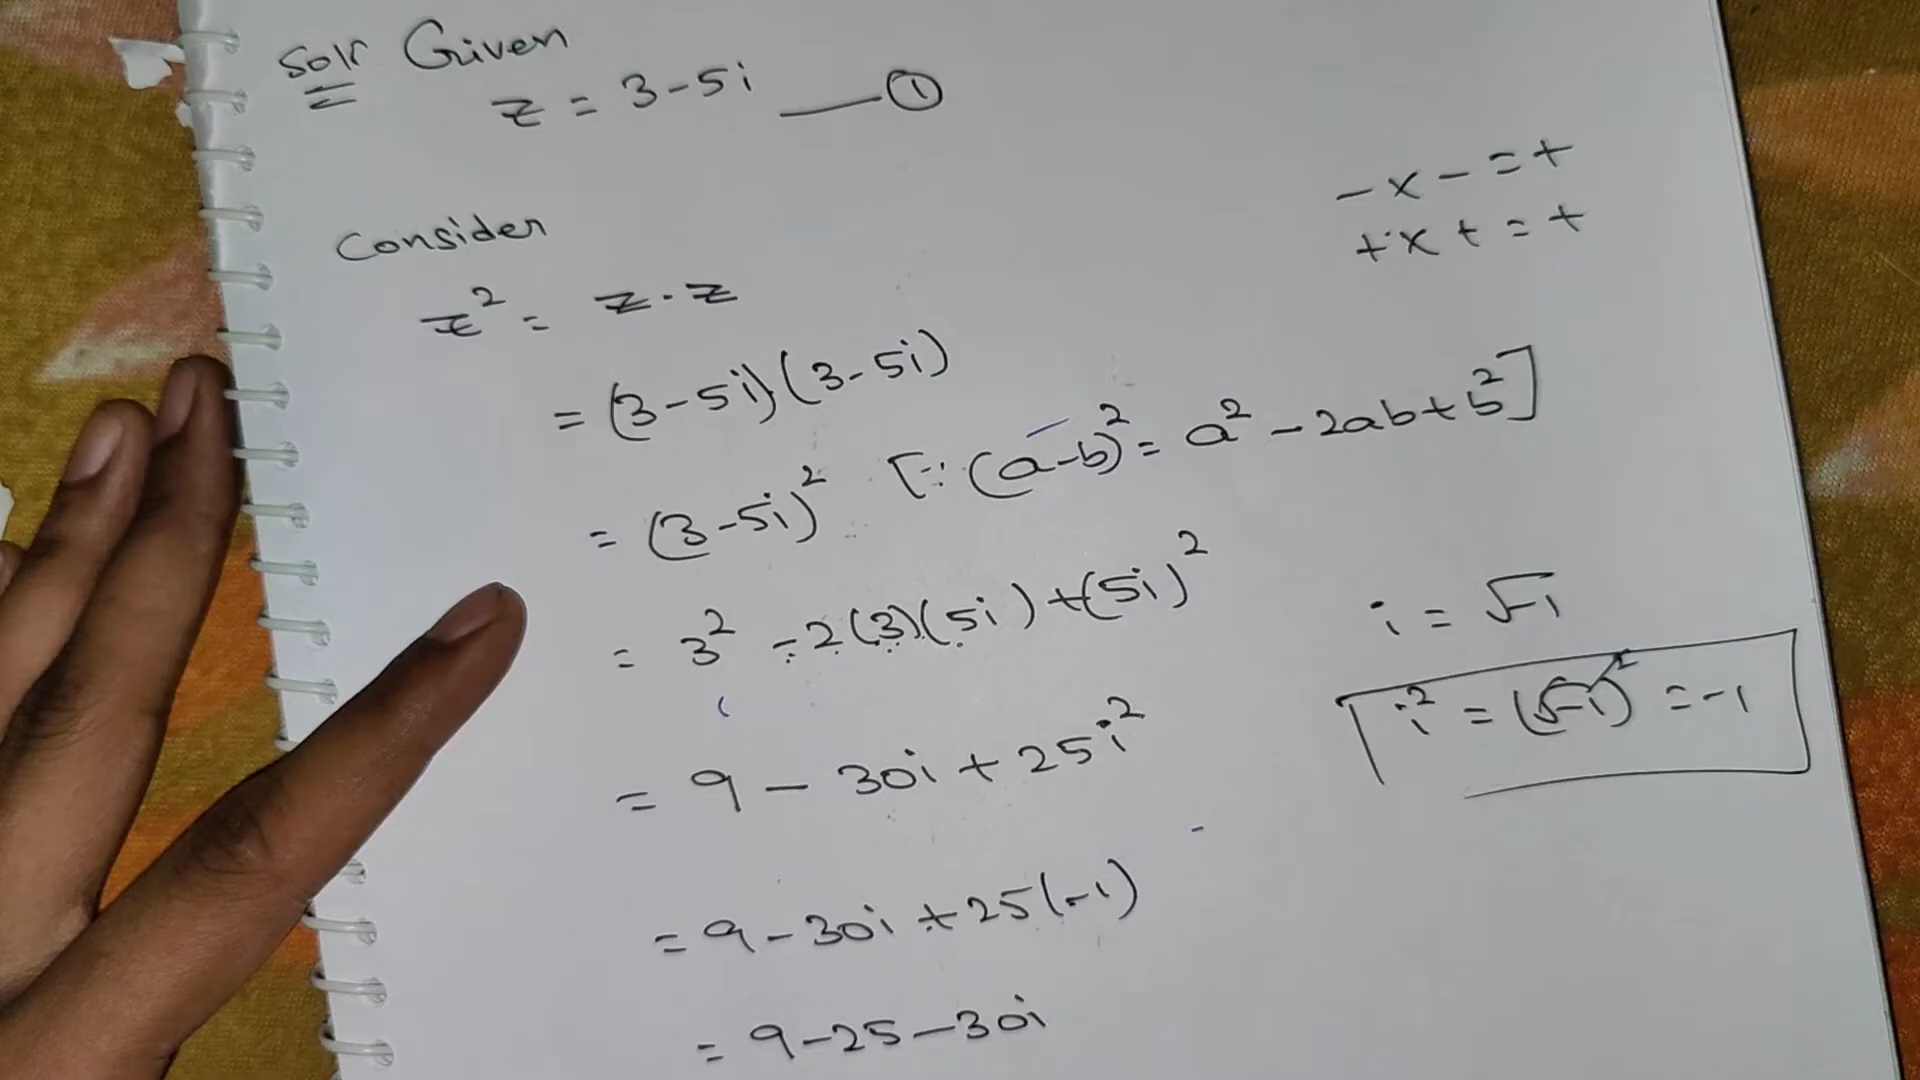 Soln Given
z = 3-5i —— ①
- x - = +
+ x + = +
Consider
z² = z.z
= (3-5i)(3-5i)
= (3-5i)² [∵ (a-b)² = a² - 2ab + b²]
= 3² - 2(3)(5i) + (5i)²
i = √-1
= 9 - 30i + 25i²
i² = (√-1)² = -1
= 9 - 30i + 25(-1)
= 9 - 25 - 30i